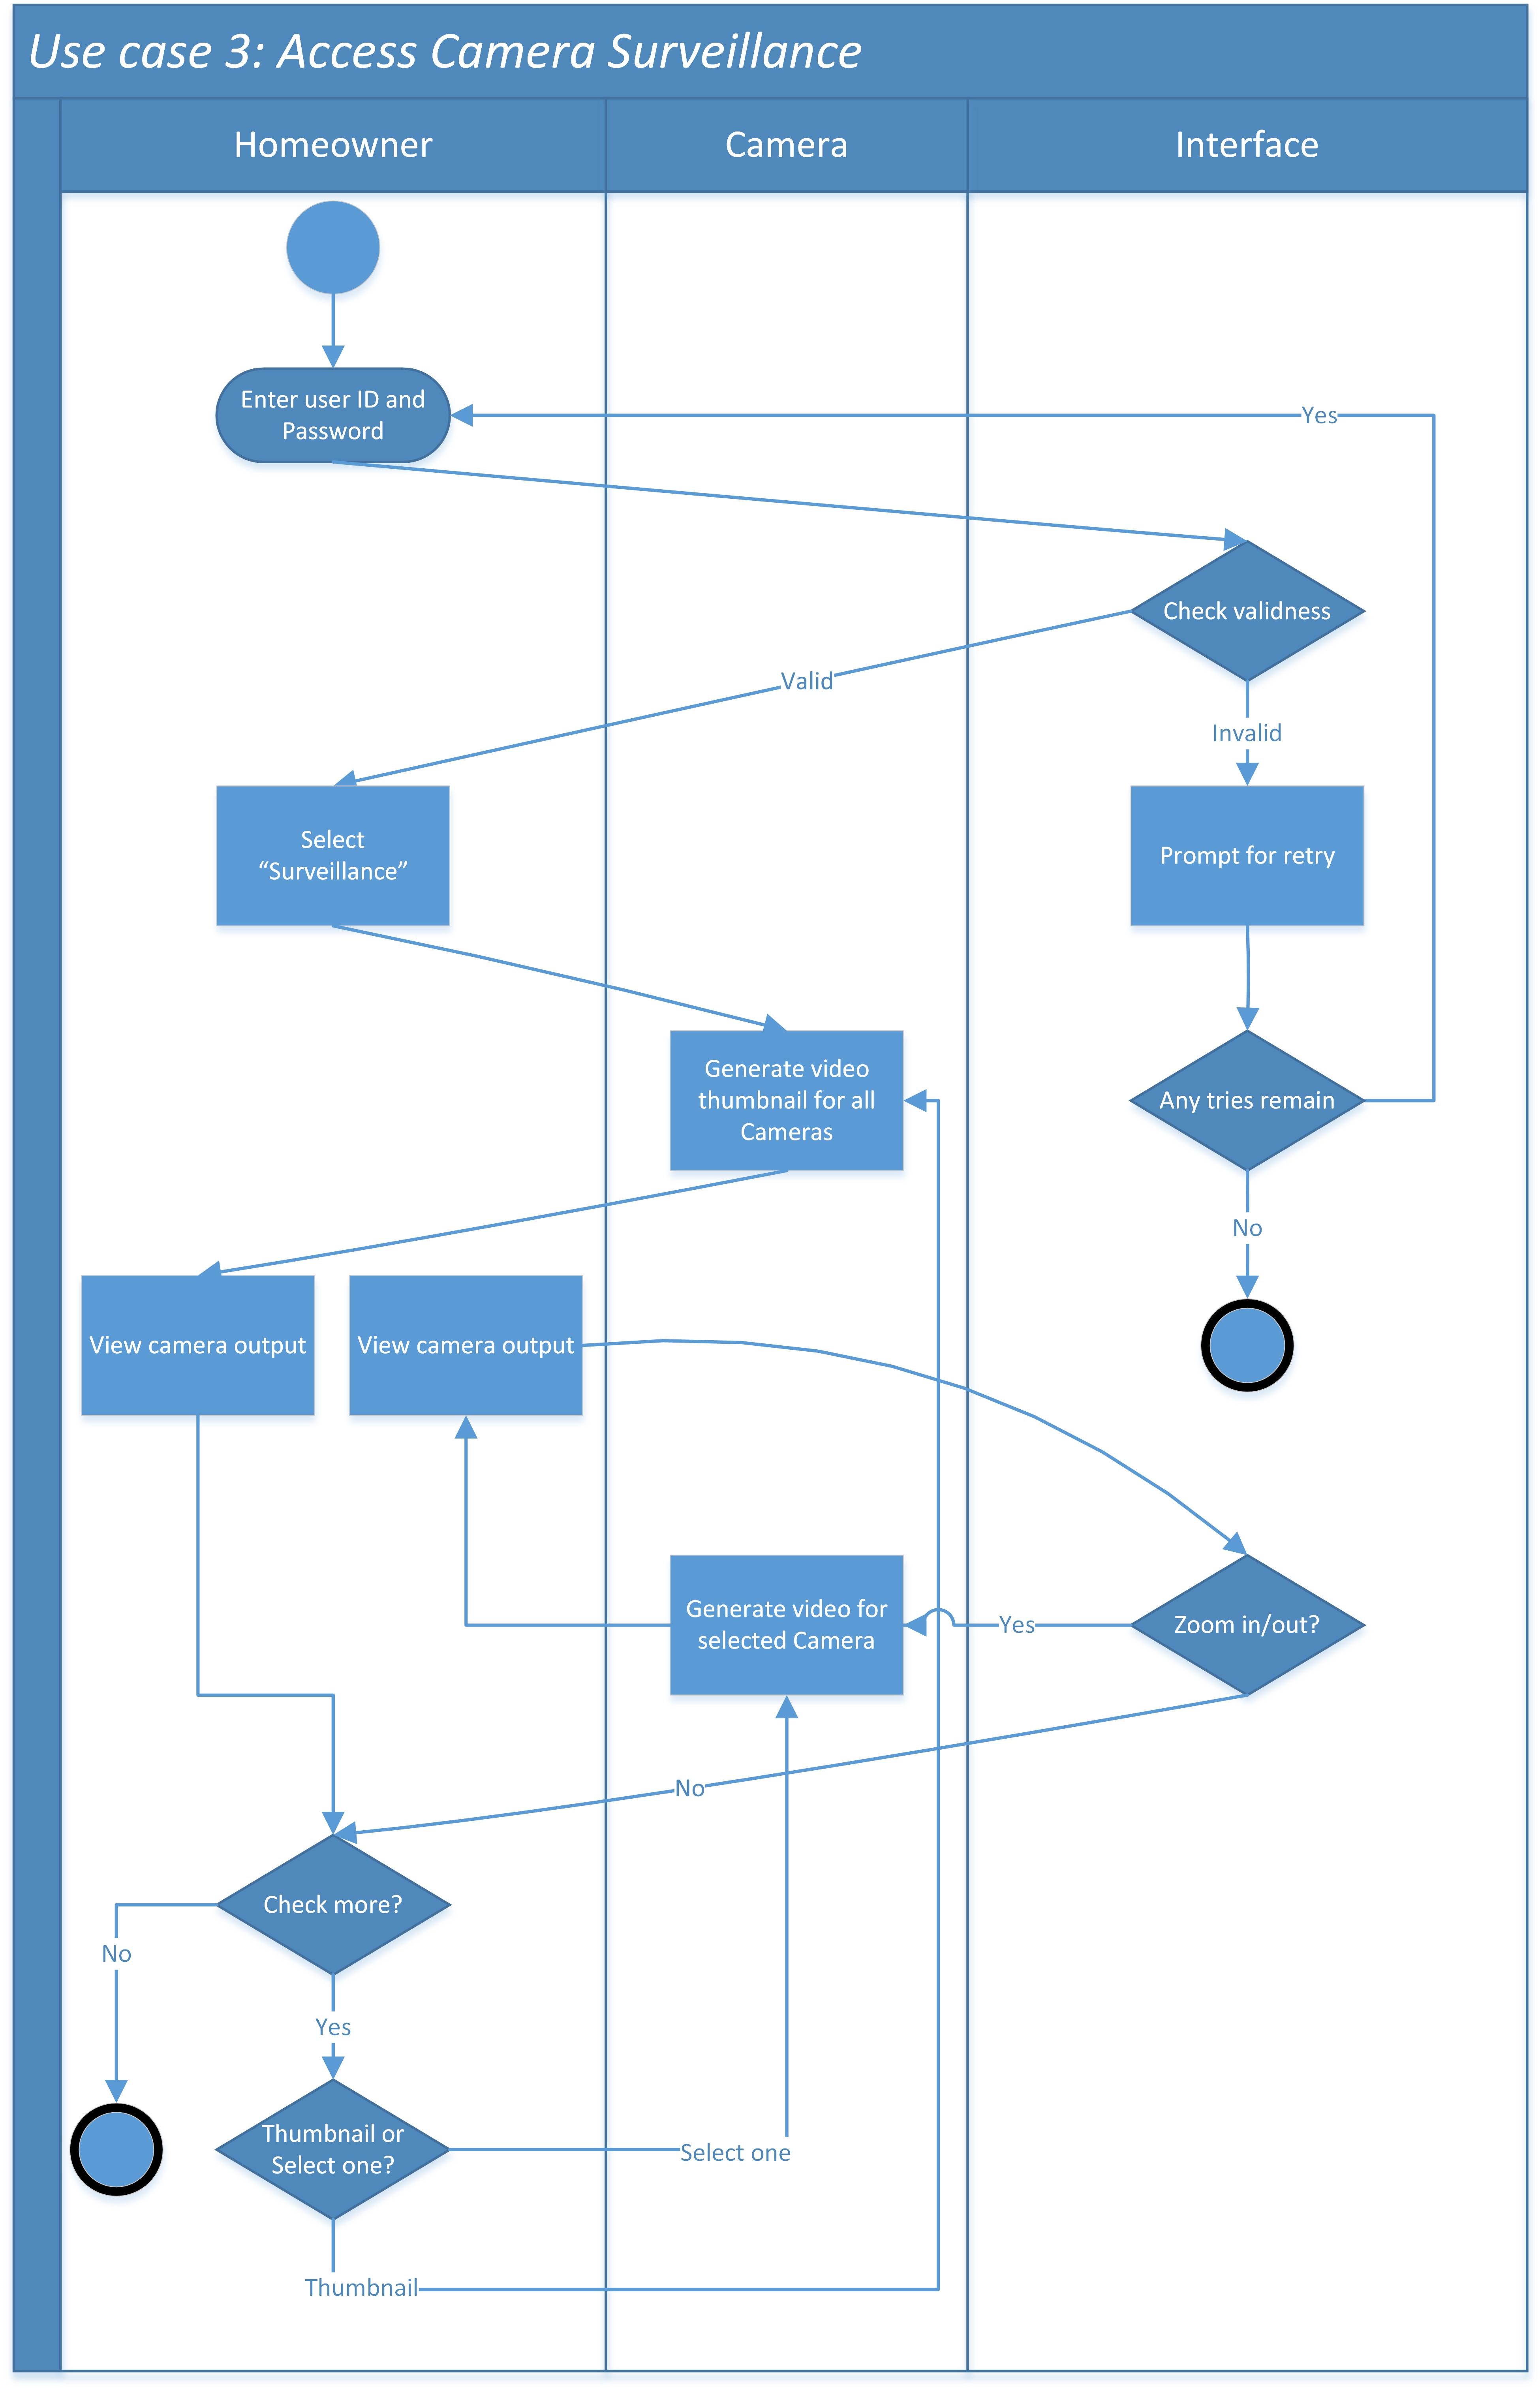 Use case 3: Access Camera Surveillance
Homeowner
Camera
Interface
Enter user ID and
Password
Yes
Check validness
Valid
Invalid
Select
“Surveillance”
Prompt for retry
Generate video
thumbnail for all
Cameras
Any tries remain
No
View camera output
View camera output
Generate video for
selected Camera
Yes
Zoom in/out?
No
Check more?
No
Yes
Thumbnail or
Select one?
Select one
Thumbnail